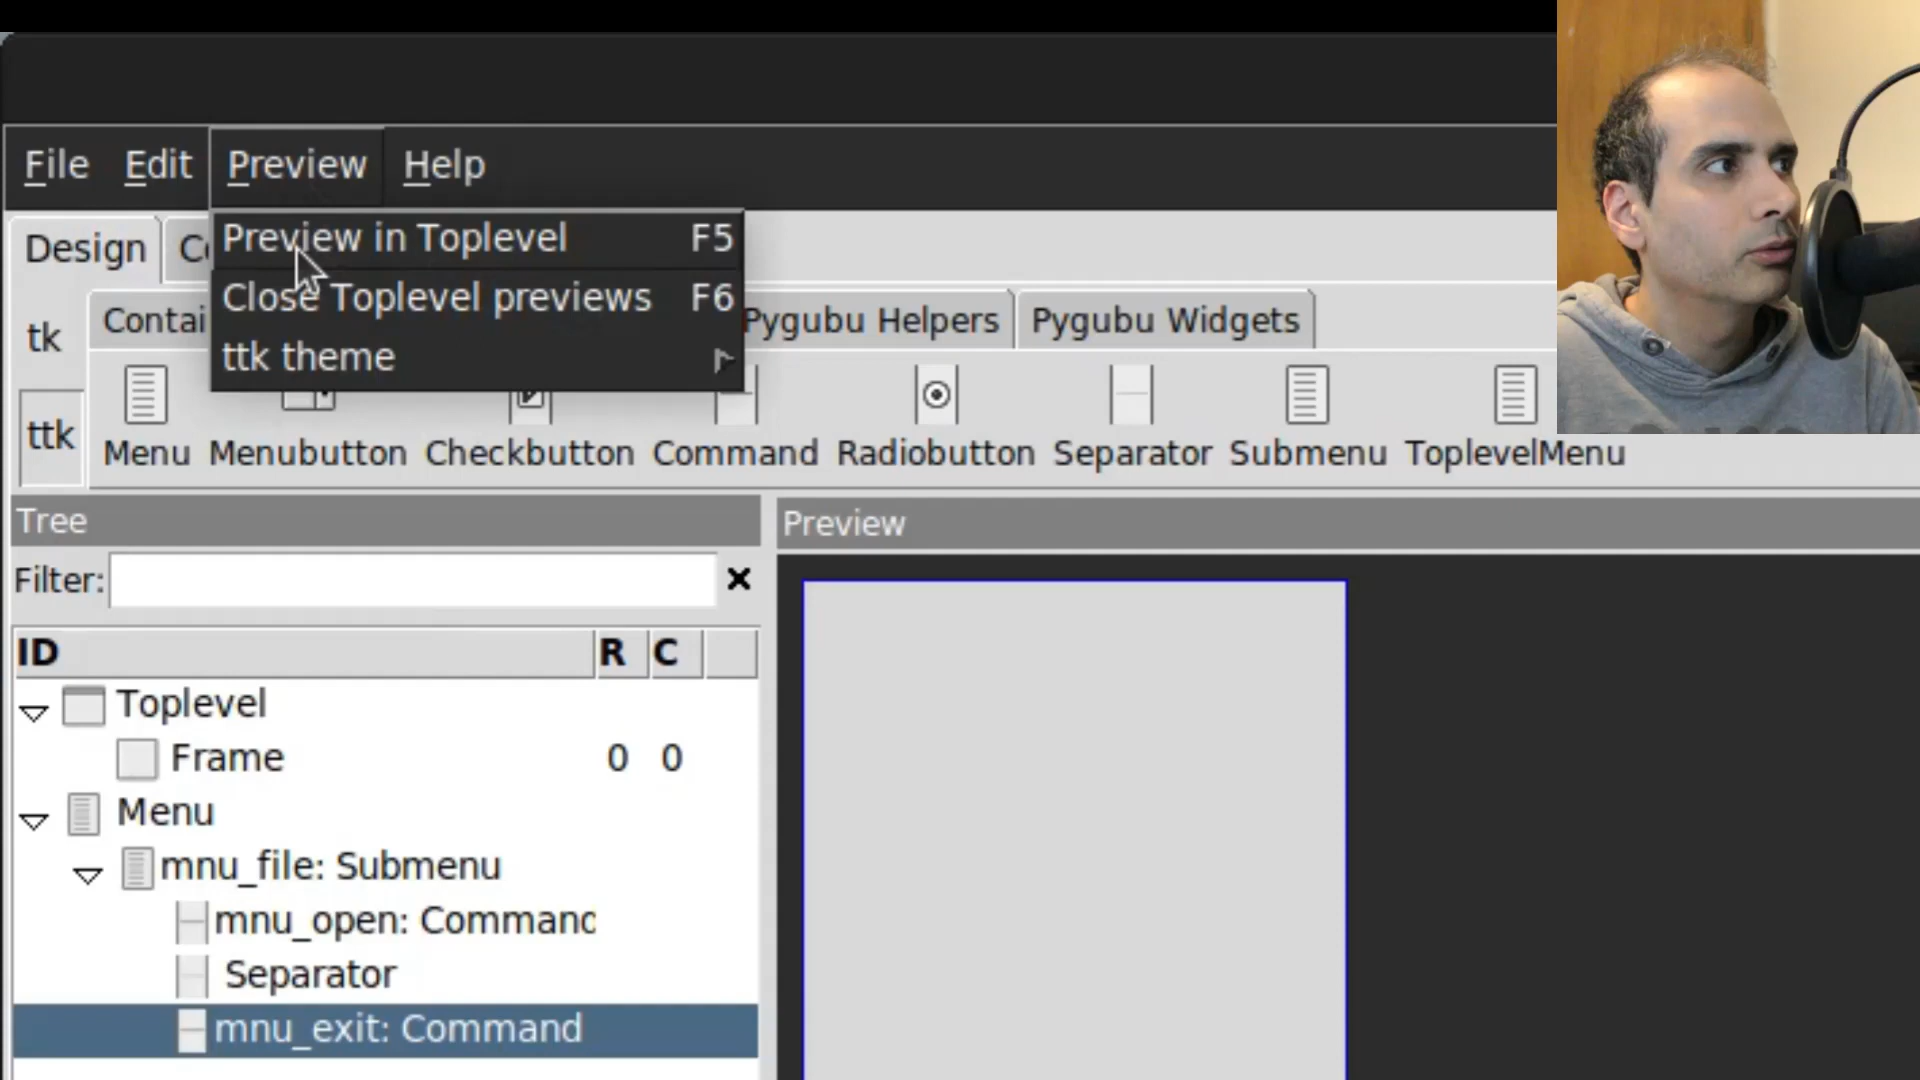 File Edit Preview Help
Preview in Toplevel F5
Close Toplevel previews F6
ttk theme
Design
tk
ttk
Contai
Pygubu Helpers
Pygubu Widgets
Menu Menubutton Checkbutton Command Radiobutton Separator Submenu ToplevelMenu
Tree
Filter:
ID R C
Toplevel
Frame 0 0
Menu
mnu_file: Submenu
mnu_open: Command
Separator
mnu_exit: Command
Preview